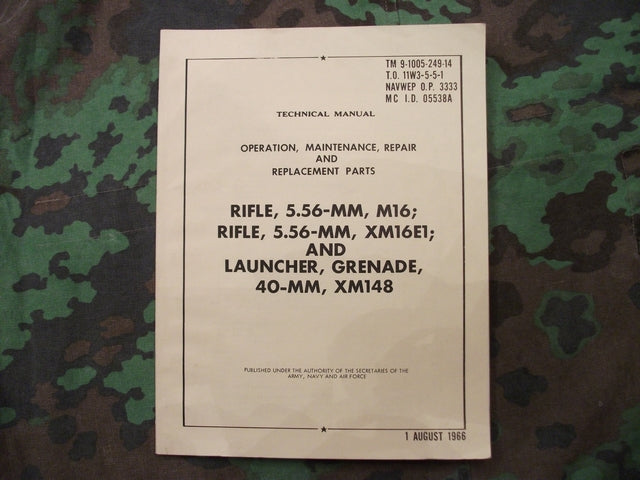 TM 9-1005-249-14
T.O. 11W3-5-5-1
NAVWEP O.P. 3333
MC I.D. 05538A
TECHNICAL MANUAL
OPERATION, MAINTENANCE, REPAIR
AND
REPLACEMENT PARTS
RIFLE, 5.56-MM, M16;
RIFLE, 5.56-MM, XM16E1;
AND
LAUNCHER, GRENADE,
40-MM, XM148
PUBLISHED UNDER THE AUTHORITY OF THE SECRETARIES OF THE
ARMY, NAVY AND AIR FORCE
1 AUGUST 1966